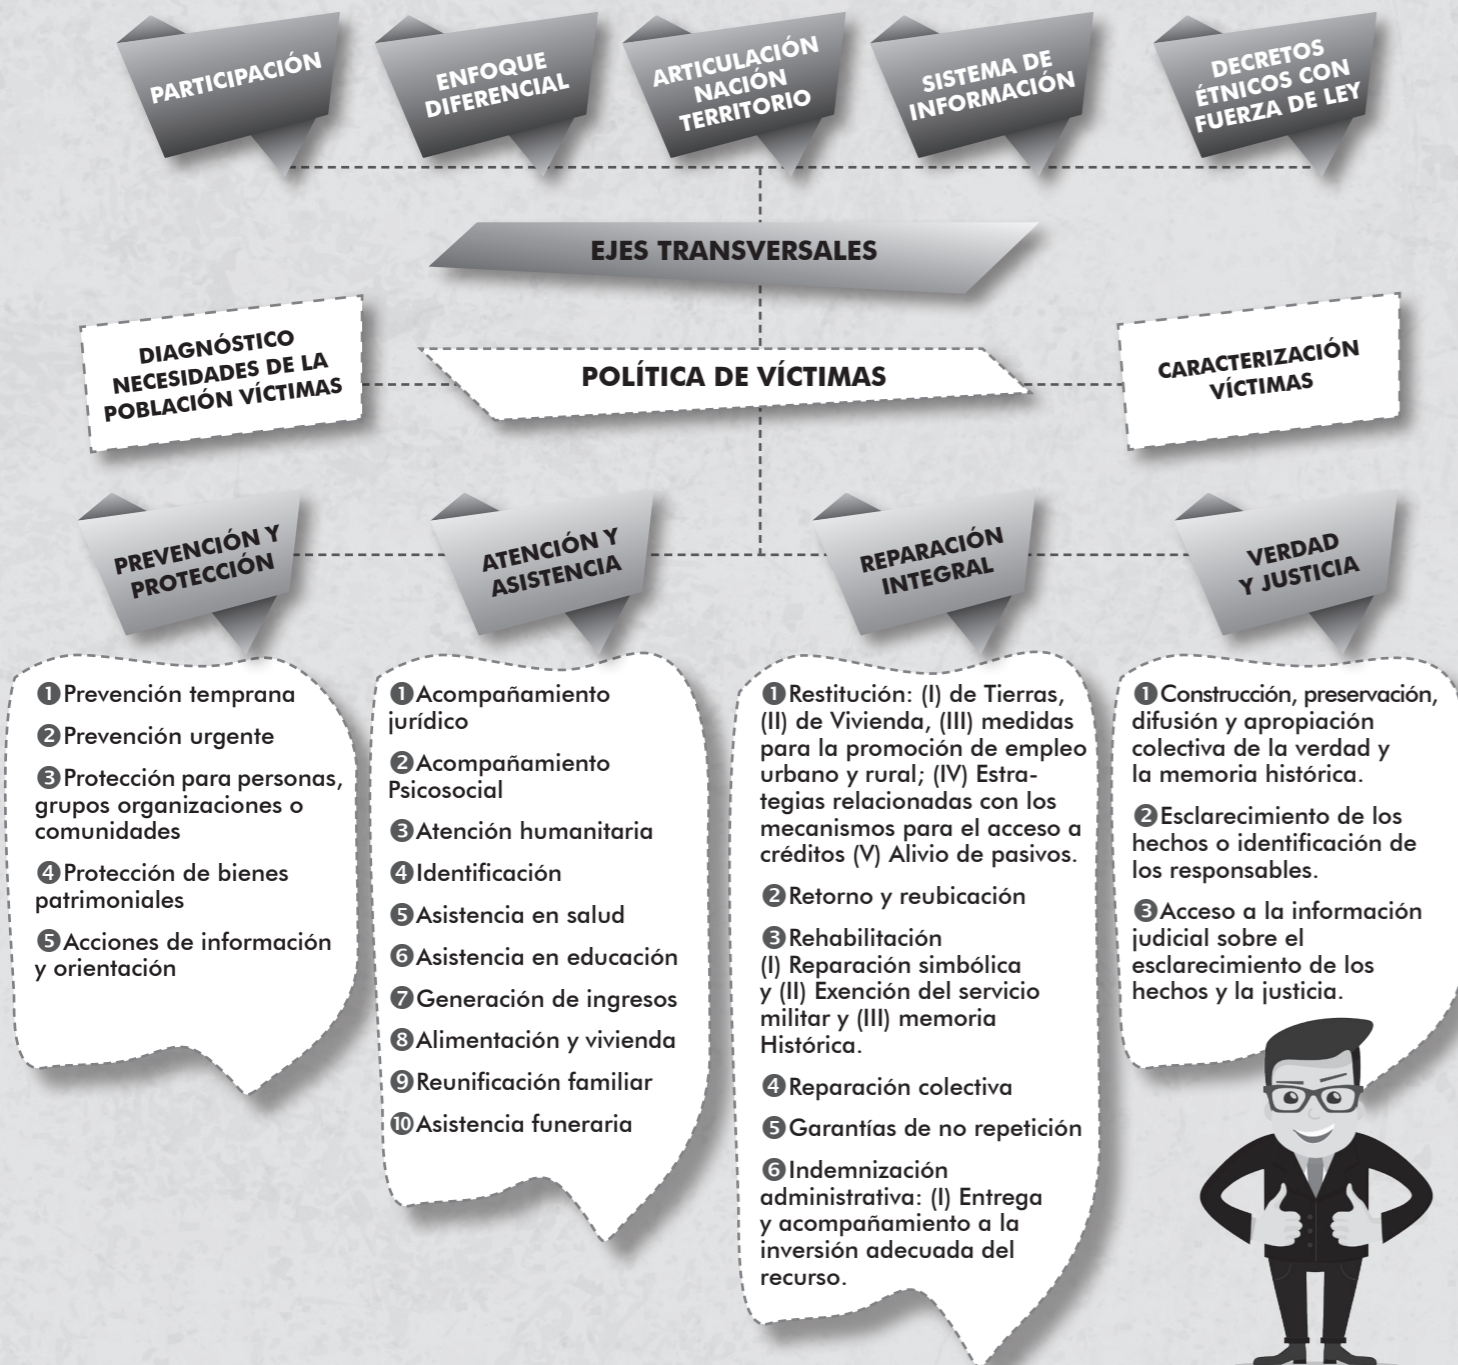 PARTICIPACIÓN
ENFOQUE
DIFERENCIAL
ARTICULACIÓN
NACIÓN
TERRITORIO
SISTEMA DE
INFORMACIÓN
DECRETOS
ÉTNICOS CON
FUERZA DE LEY
EJES TRANSVERSALES
DIAGNÓSTICO
NECESIDADES DE LA
POBLACIÓN VÍCTIMAS
POLÍTICA DE VÍCTIMAS
CARACTERIZACIÓN
VÍCTIMAS
PREVENCIÓN Y
PROTECCIÓN
ATENCIÓN Y
ASISTENCIA
REPARACIÓN
INTEGRAL
VERDAD
Y JUSTICIA
❶Prevención temprana
❷Prevención urgente
❸Protección para personas,
grupos organizaciones o
comunidades
❹Protección de bienes
patrimoniales
❺Acciones de información
y orientación
❶Acompañamiento
jurídico
❷Acompañamiento
Psicosocial
❸Atención humanitaria
❹Identificación
❺Asistencia en salud
❻Asistencia en educación
❼Generación de ingresos
❽Alimentación y vivienda
❾Reunificación familiar
❿Asistencia funeraria
❶Restitución: (I) de Tierras,
(II) de Vivienda, (III) medidas
para la promoción de empleo
urbano y rural; (IV) Estra-
tegias relacionadas con los
mecanismos para el acceso a
créditos (V) Alivio de pasivos.
❷Retorno y reubicación
❸Rehabilitación
(I) Reparación simbólica
y (II) Exención del servicio
militar y (III) memoria
Histórica.
❹Reparación colectiva
❺Garantías de no repetición
❻Indemnización
administrativa: (I) Entrega
y acompañamiento a la
inversión adecuada del
recurso.
❶Construcción, preservación,
difusión y apropiación
colectiva de la verdad y
la memoria histórica.
❷Esclarecimiento de los
hechos o identificación de
los responsables.
❸Acceso a la información
judicial sobre el
esclarecimiento de los
hechos y la justicia.